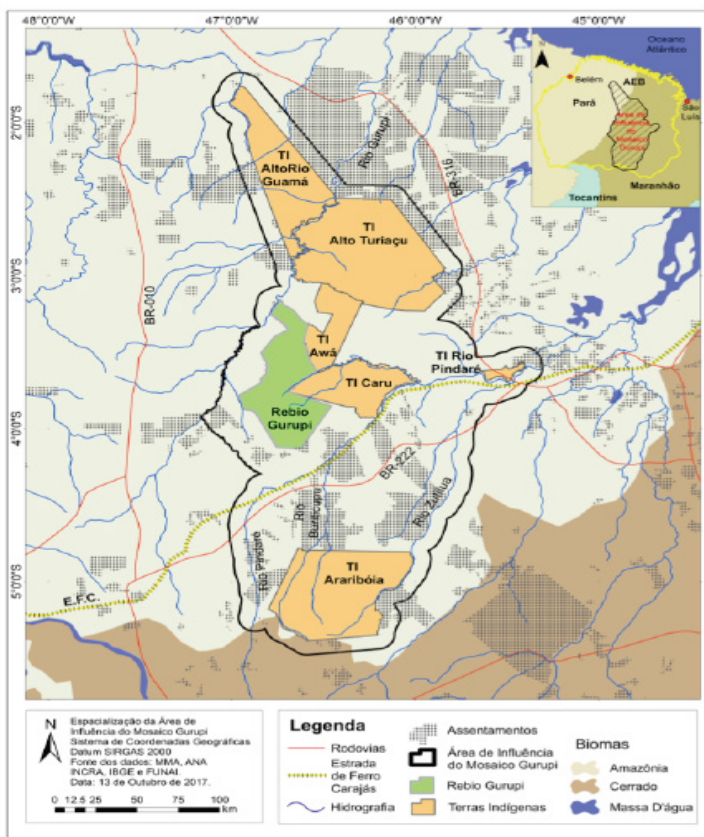 48°0'0"W
47°0'0"W
46°0'0"W
45°0'0"W
2°0'0"S
3°0'0"S
4°0'0"S
5°0'0"S
N
Oceano
Atlântico
Belém
AEB
São
Luís
Pará
Área de
Influência
do
Mosaico
Gurupi
Maranhão
Tocantins
TI
AltoRio
Guamá
Rio Gurupi
BR-316
TI
Alto Turiaçu
BR-010
TI
Awá
TI Rio
Pindaré
TI Caru
Rebio
Gurupi
BR-222
Rio
Buriticupu
Rio Zutiua
Rio Pindaré
TI
Araribóia
E.F.C.
N
Espacialização da Área de
Influência do Mosaico Gurupi
Sistema de Coordenadas Geográficas
Datum SIRGAS 2000
Fonte dos dados: MMA, ANA
INCRA, IBGE e FUNAI.
Data: 13 de Outubro de 2017.
0 12.5 25 50 75 100
km
Legenda
Rodovias
Estrada
de Ferro
Carajás
Hidrografia
Assentamentos
Área de Influência
do Mosaico Gurupi
Rebio Gurupi
Terras Indígenas
Biomas
Amazônia
Cerrado
Massa D'água